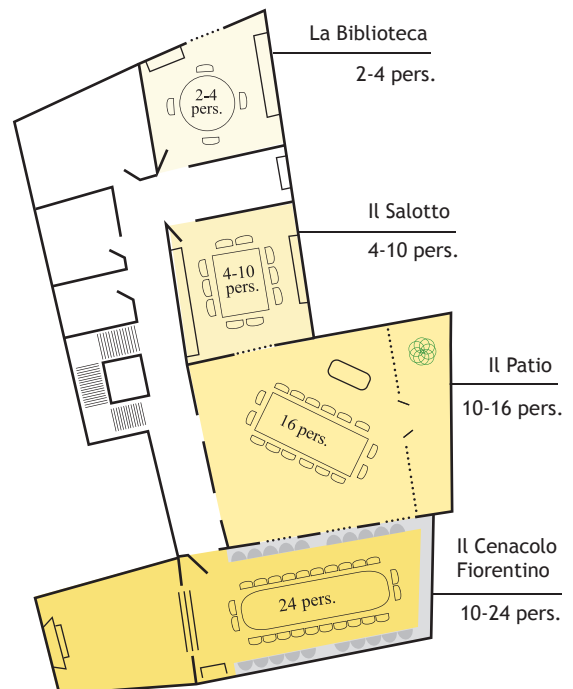 La Biblioteca
2-4 pers.
2-4
pers.
Il Salotto
4-10 pers.
4-10
pers.
Il Patio
10-16 pers.
16 pers.
Il Cenacolo
Fiorentino
10-24 pers.
24 pers.